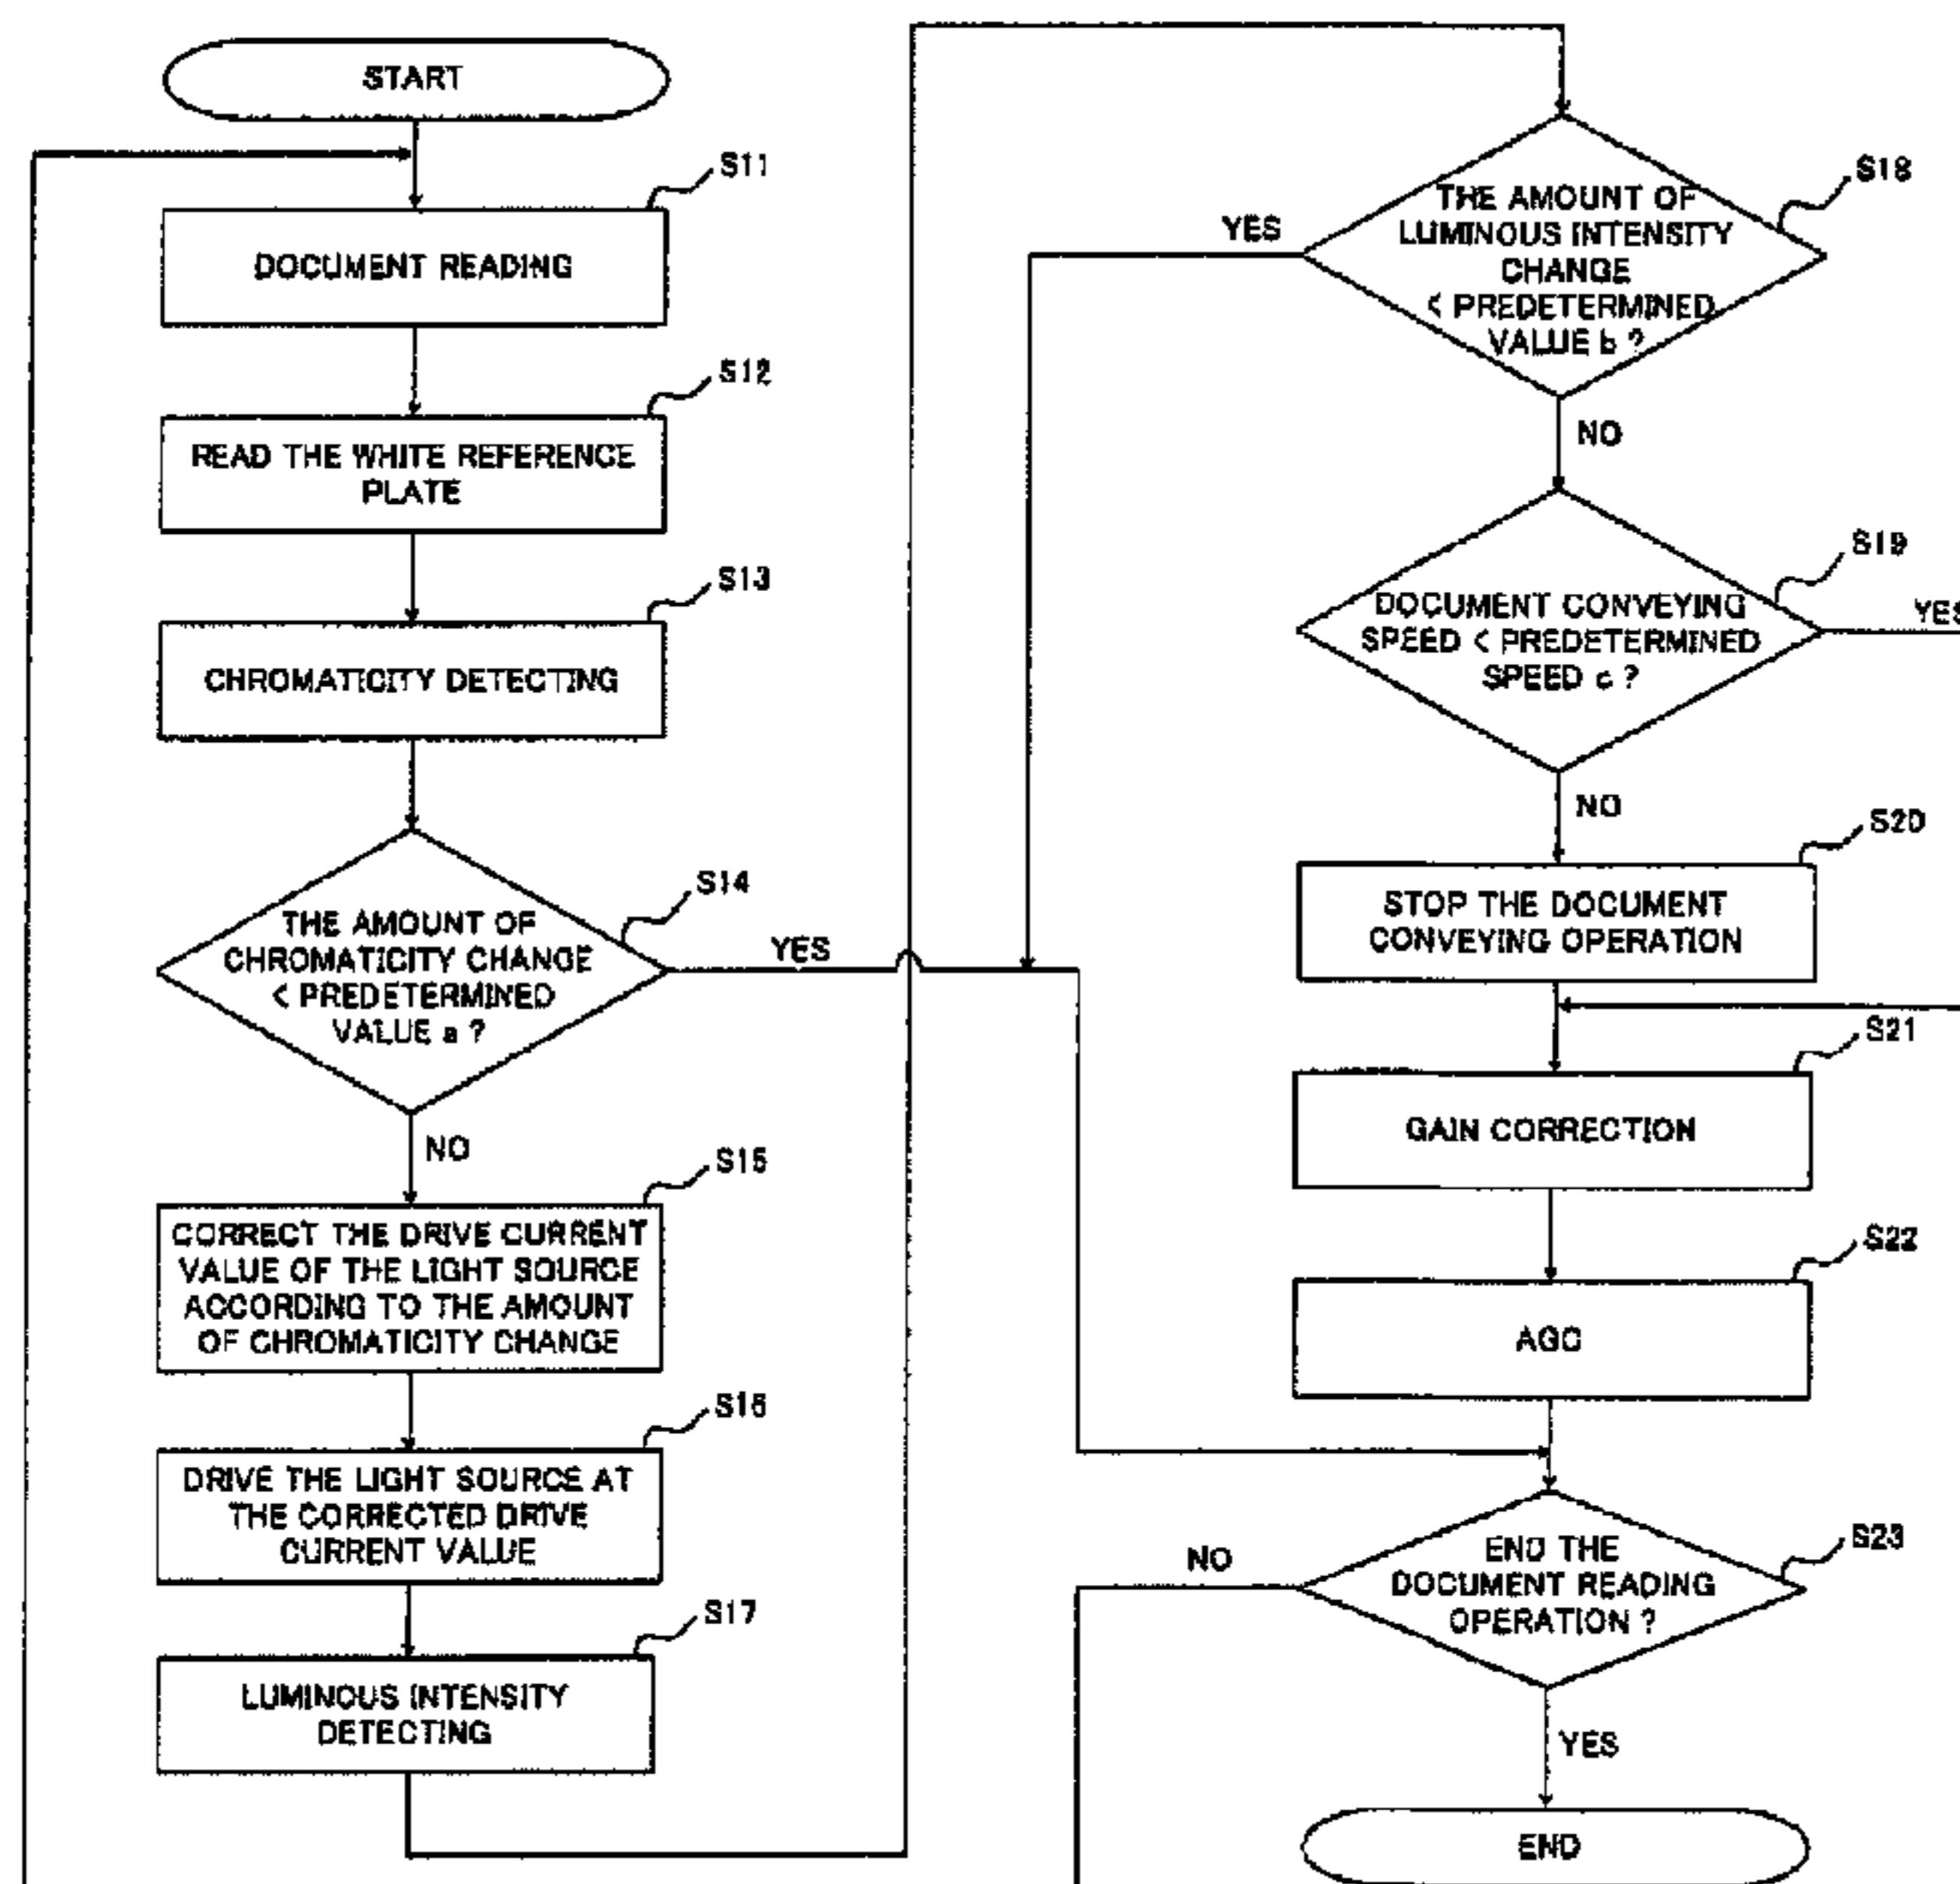 START
S11
DOCUMENT READING
S12
READ THE WHITE REFERENCE
PLATE
S13
CHROMATICITY DETECTING
S14
THE AMOUNT OF
CHROMATICITY CHANGE
< PREDETERMINED
VALUE a ?
YES
NO
S15
CORRECT THE DRIVE CURRENT
VALUE OF THE LIGHT SOURCE
ACCORDING TO THE AMOUNT
OF CHROMATICITY CHANGE
S16
DRIVE THE LIGHT SOURCE AT
THE CORRECTED DRIVE
CURRENT VALUE
S17
LUMINOUS INTENSITY
DETECTING
S18
THE AMOUNT OF
LUMINOUS INTENSITY
CHANGE
< PREDETERMINED
VALUE b ?
YES
NO
S19
DOCUMENT CONVEYING
SPEED < PREDETERMINED
SPEED c ?
YES
NO
S20
STOP THE DOCUMENT
CONVEYING OPERATION
S21
GAIN CORRECTION
S22
AGC
S23
END THE
DOCUMENT READING
OPERATION ?
NO
YES
END